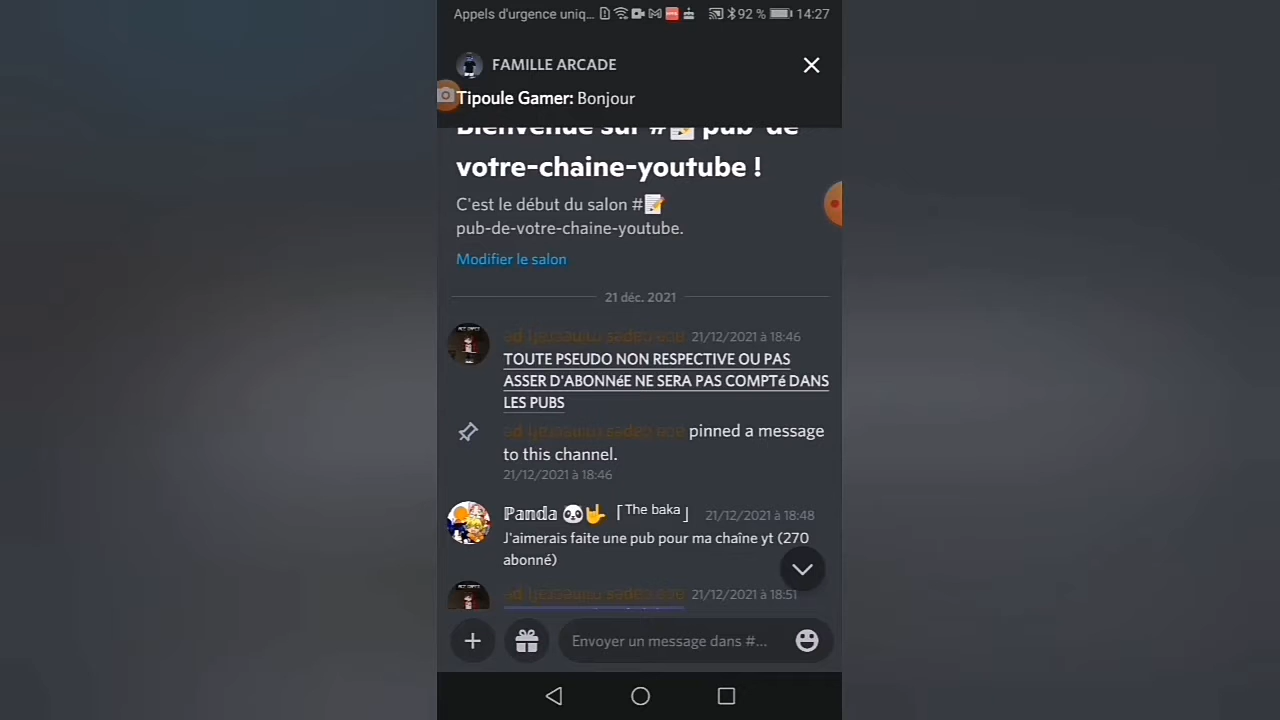 Appels d'urgence uniq... 92 % 14:27
FAMILLE ARCADE
Tipoule Gamer: Bonjour
Bienvenue sur #📝 pub-de-
votre-chaine-youtube !
C'est le début du salon #📝
pub-de-votre-chaine-youtube.
Modifier le salon
21 déc. 2021
21/12/2021 à 18:46
TOUTE PSEUDO NON RESPECTIVE OU PAS
ASSER D'ABONNéE NE SERA PAS COMPTé DANS
LES PUBS
pinned a message
to this channel.
21/12/2021 à 18:46
ℙanda 🐼🤟 「The baka」 21/12/2021 à 18:48
J'aimerais faite une pub pour ma chaîne yt (270
abonné)
21/12/2021 à 18:51
Envoyer un message dans #...